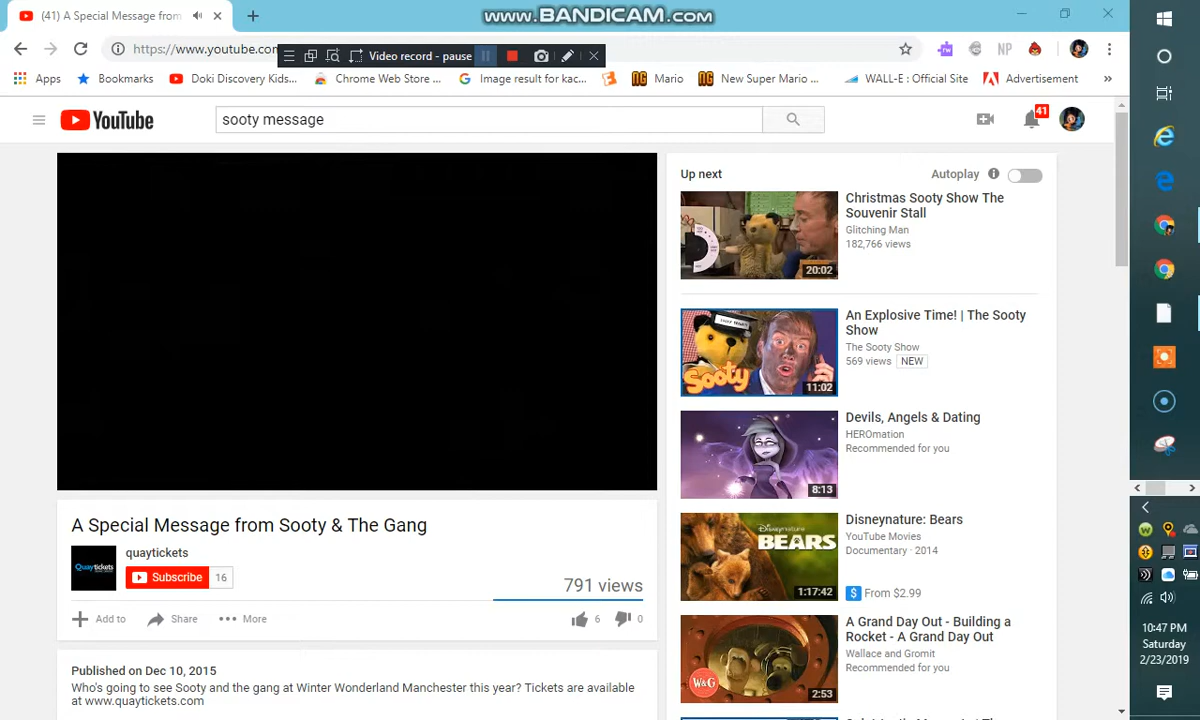 www.BANDICAM.com
(41) A Special Message from
https://www.youtube.con
Video record - pause
NP
Apps
Bookmarks
Doki Discovery Kid...
Chrome Web Store ...
Image result for kac...
Mario
New Super Mario ...
WALL-E : Official Site
Advertisement
»
YouTube
sooty message
41
Up next
Autoplay
Christmas Sooty Show The
Souvenir Stall
Glitching Man
182,766 views
20:02
An Explosive Time! | The Sooty
Show
The Sooty Show
569 views NEW
Sooty
11:02
Devils, Angels & Dating
HEROmation
Recommended for you
8:13
Disneynature: Bears
YouTube Movies
Documentary · 2014
From $2.99
Disneynature
BEARS
1:17:42
A Grand Day Out - Building a
Rocket - A Grand Day Out
Wallace and Gromit
Recommended for you
W&G
2:53
A Special Message from Sooty & The Gang
Quaytickets
quaytickets
Subscribe 16
791 views
Add to
Share
More
6
0
Published on Dec 10, 2015
Who's going to see Sooty and the gang at Winter Wonderland Manchester this year? Tickets are available
at www.quaytickets.com
10:47 PM
Saturday
2/23/2019